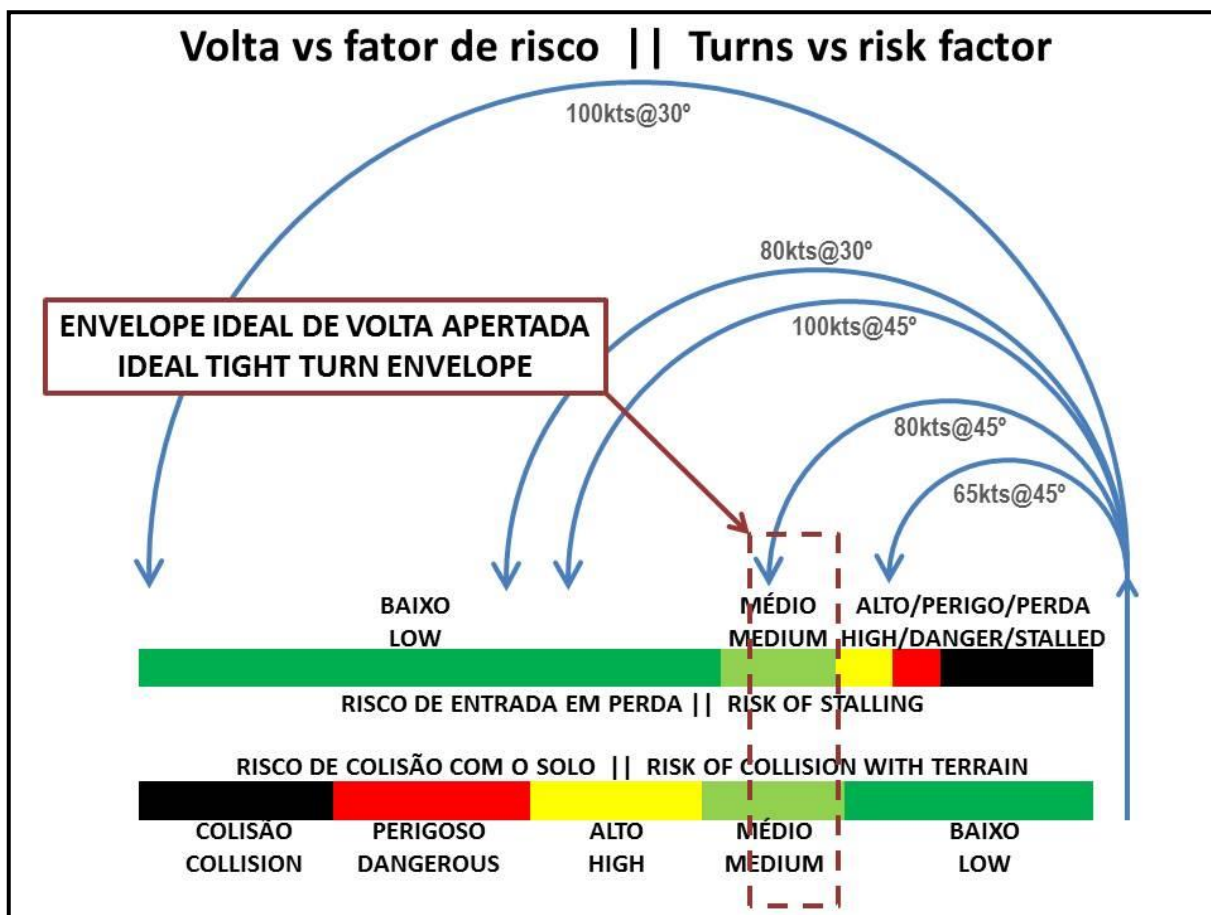 Volta vs fator de risco || Turns vs risk factor
100kts@30º
80kts@30º
ENVELOPE IDEAL DE VOLTA APERTADA
IDEAL TIGHT TURN ENVELOPE
100kts@45º
80kts@45º
65kts@45º
BAIXO
LOW
MÉDIO
MEDIUM
ALTO/PERIGO/PERDA
HIGH/DANGER/STALLED
RISCO DE ENTRADA EM PERDA || RISK OF STALLING
RISCO DE COLISÃO COM O SOLO || RISK OF COLLISION WITH TERRAIN
COLISÃO
COLLISION
PERIGOSO
DANGEROUS
ALTO
HIGH
MÉDIO
MEDIUM
BAIXO
LOW